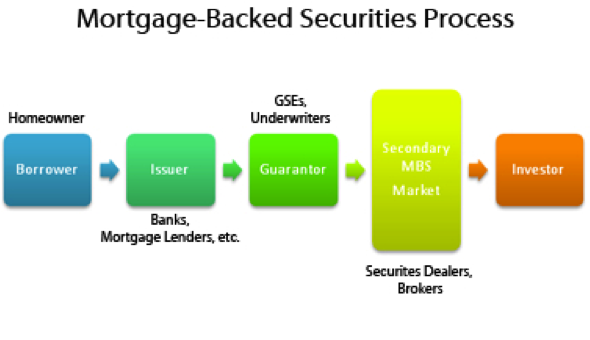 Mortgage-Backed Securities Process
Homeowner
Borrower
Issuer
Banks,
Mortgage Lenders, etc.
GSEs,
Underwriters
Guarantor
Secondary
MBS
Market
Securites Dealers,
Brokers
Investor